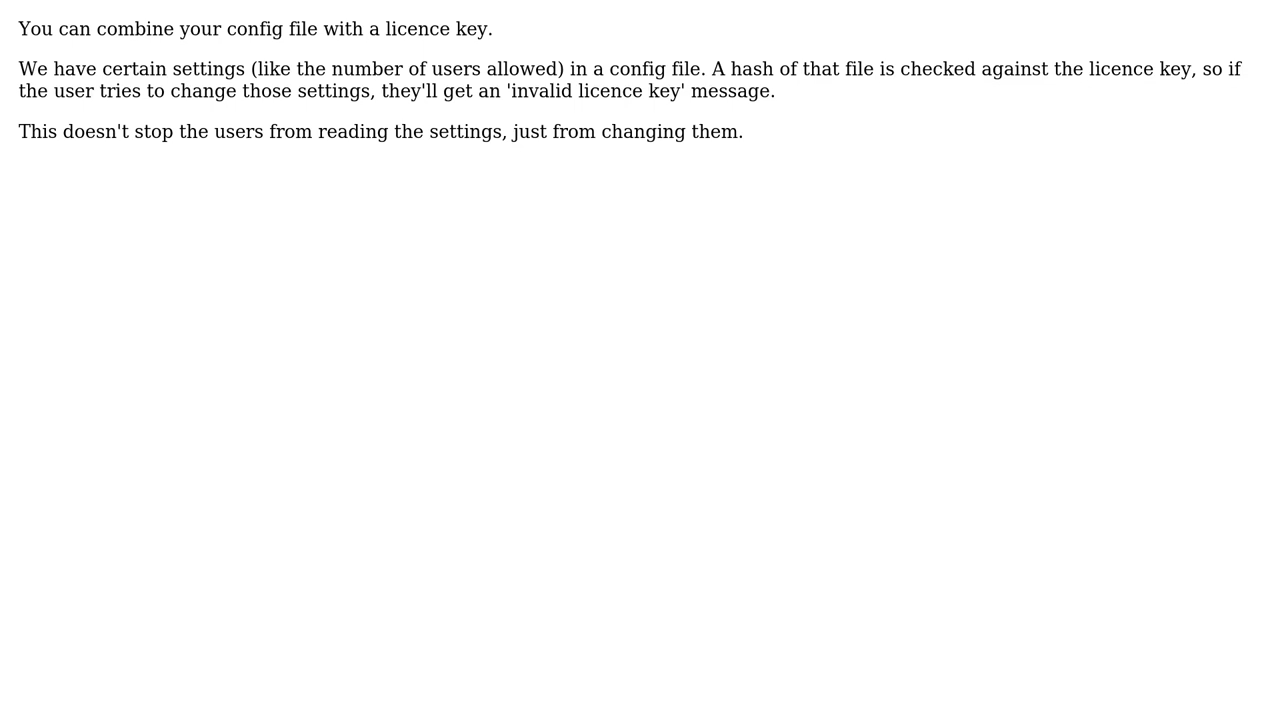 You can combine your config file with a licence key.
We have certain settings (like the number of users allowed) in a config file. A hash of that file is checked against the licence key, so if
the user tries to change those settings, they'll get an 'invalid licence key' message.
This doesn't stop the users from reading the settings, just from changing them.